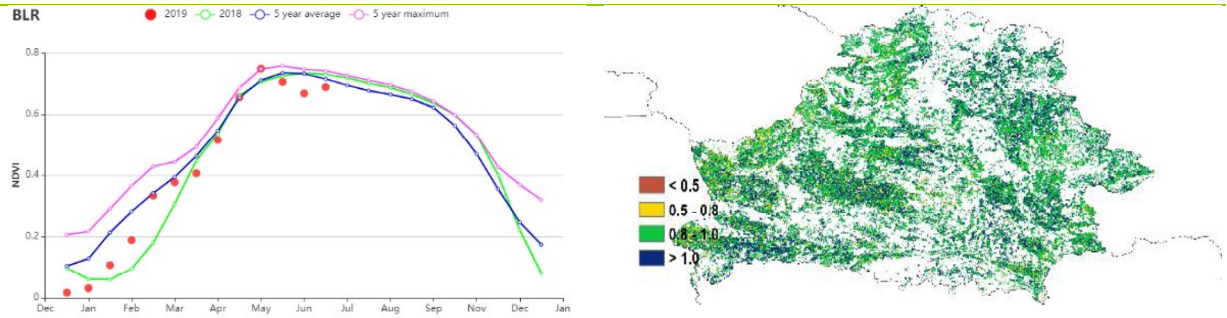 BLR
2019 2018 5 year average 5 year maximum
0.8
0.6
0.4
0.2
0
NDVI
Dec Jan Feb Mar Apr May Jun Jul Aug Sep Oct Nov Dec Jan
< 0.5
0.5 - 0.8
0.8 - 1.0
> 1.0